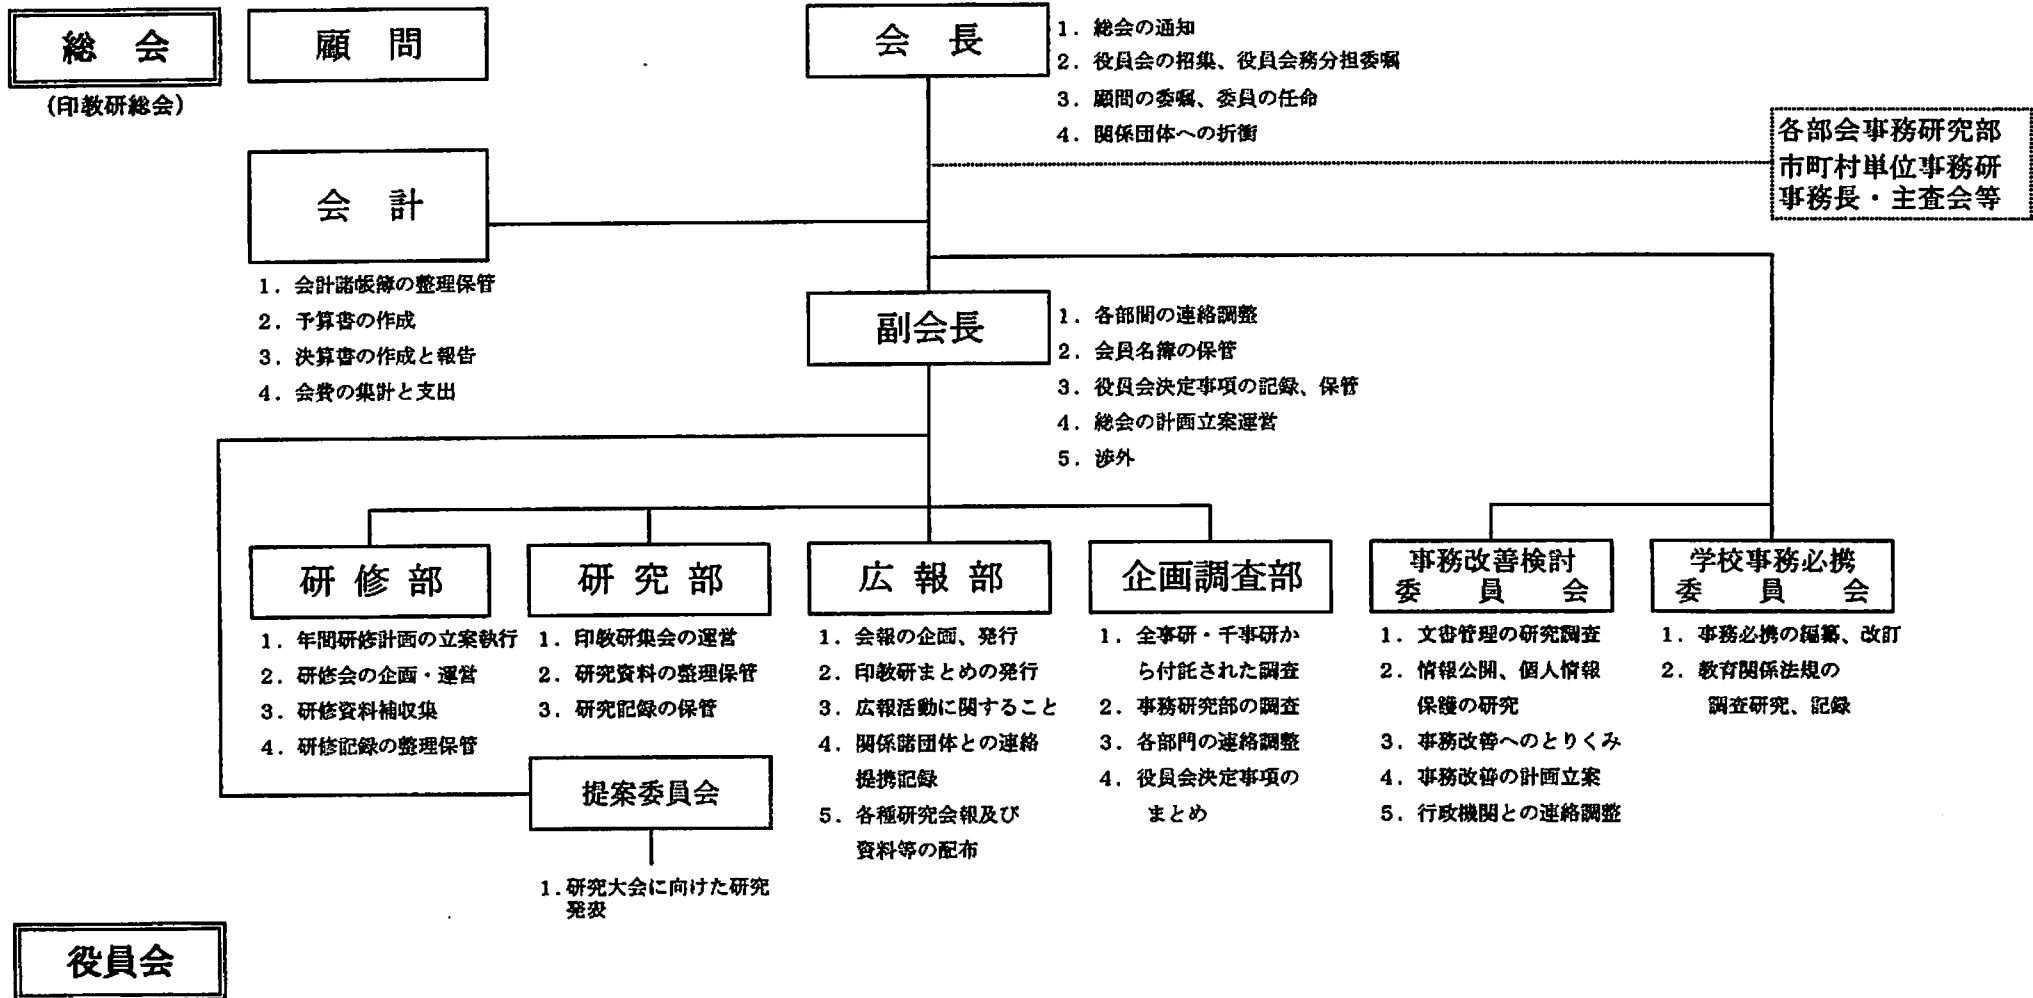 総 会
(印教研総会)
顧 問
会 長
1. 総会の通知
2. 役員会の招集、役員会務分担委嘱
3. 顧問の委嘱、委員の任命
4. 関係団体への折衝
各部会事務研究部
市町村単位事務研
事務長・主査会等
会 計
1. 会計諸帳簿の整理保管
2. 予算書の作成
3. 決算書の作成と報告
4. 会費の集計と支出
副会長
1. 各部間の連絡調整
2. 会員名簿の保管
3. 役員会決定事項の記録、保管
4. 総会の計画立案運営
5. 渉外
研 修 部
1. 年間研修計画の立案執行
2. 研修会の企画・運営
3. 研修資料補収集
4. 研修記録の整理保管
研 究 部
1. 印教研集会の運営
2. 研究資料の整理保管
3. 研究記録の保管
提案委員会
1. 研究大会に向けた研究
発表
広 報 部
1. 会報の企画、発行
2. 印教研まとめの発行
3. 広報活動に関すること
4. 関係諸団体との連絡
提携記録
5. 各種研究会報及び
資料等の配布
企画調査部
1. 全事研・千事研か
ら付託された調査
2. 事務研究部の調査
3. 各部門の連絡調整
4. 役員会決定事項の
まとめ
事務改善検討
委 員 会
1. 文書管理の研究調査
2. 情報公開、個人情報
保護の研究
3. 事務改善へのとりくみ
4. 事務改善の計画立案
5. 行政機関との連絡調整
学校事務必携
委 員 会
1. 事務必携の編纂、改訂
2. 教育関係法規の
調査研究、記録
役員会